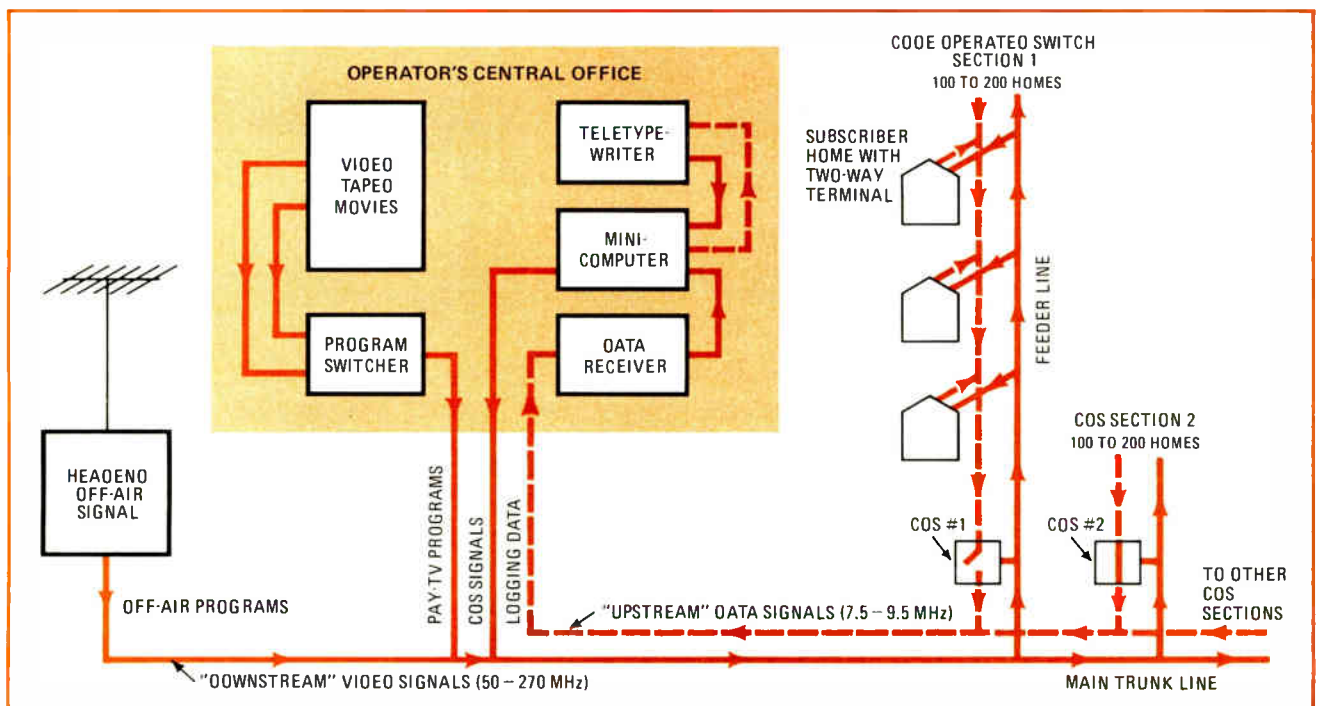 OPERATOR'S CENTRAL OFFICE
VIDEO
TAPEO
MOVIES
PROGRAM
SWITCHER
TELETYPE-
WRITER
MINI-
COMPUTER
OATA
RECEIVER
HEAOENO
OFF-AIR
SIGNAL
OFF-AIR PROGRAMS
"OOWNSTREAM" VIDEO SIGNALS (50 – 270 MHz)
PAY-TV PROGRAMS
COS SIGNALS
LOGGING DATA
"UPSTREAM" OATA SIGNALS (7.5 – 9.5 MHz)
COOE OPERATEO SWITCH
SECTION 1
100 TO 200 HOMES
SUBSCRIBER
HOME WITH
TWO-WAY
TERMINAL
FEEDER LINE
COS SECTION 2
100 TO 200 HOMES
COS #1
COS #2
TO OTHER
COS
SECTIONS
MAIN TRUNK LINE